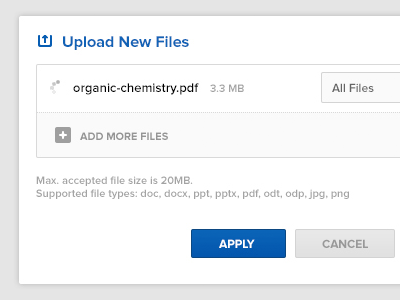 Upload New Files
organic-chemistry.pdf 3.3 MB All Files
ADD MORE FILES
Max. accepted file size is 20MB.
Supported file types: doc, docx, ppt, pptx, pdf, odt, odp, jpg, png
APPLY CANCEL